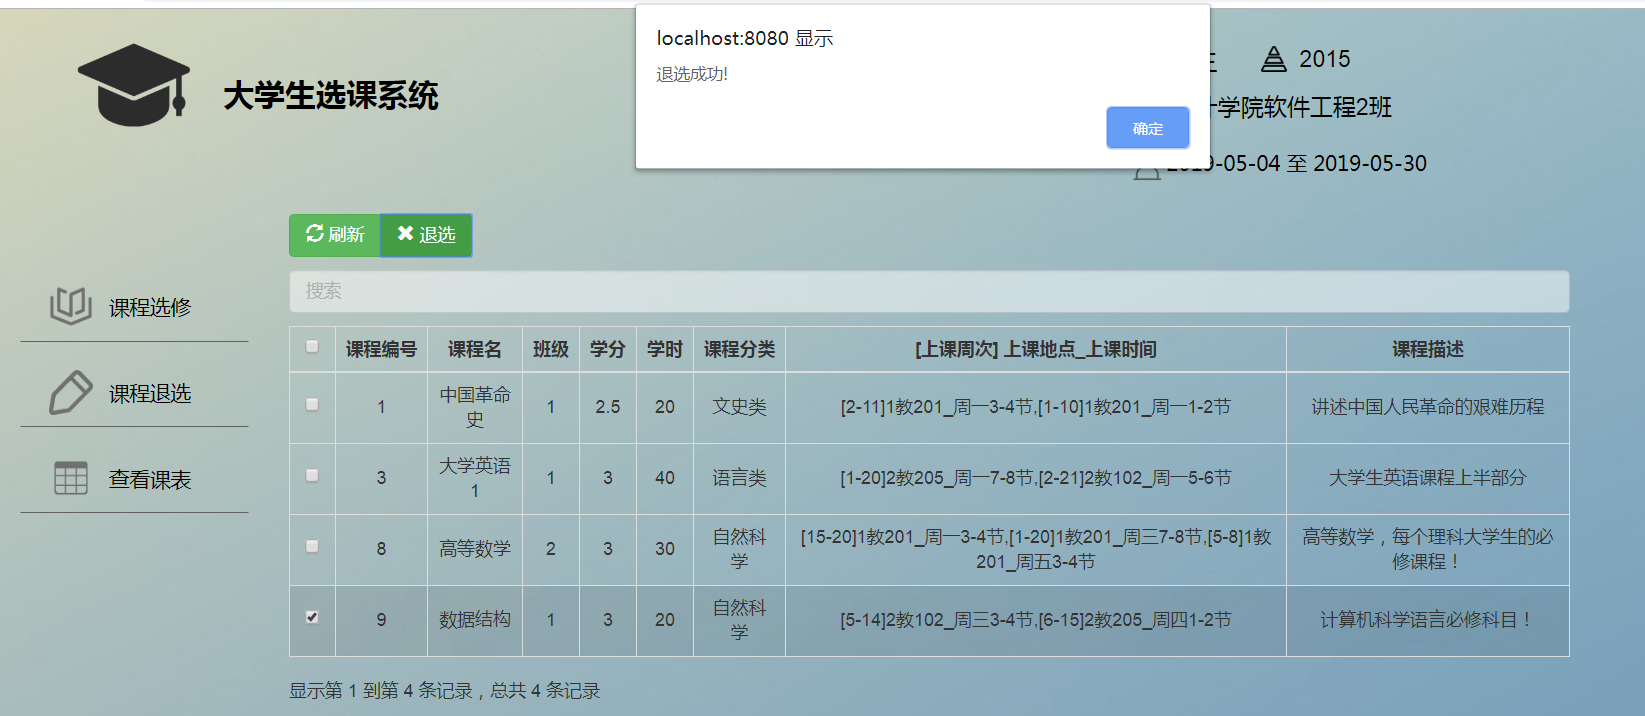 localhost:8080 显示
退选成功!
确定
大学生选课系统
2015
学院软件工程2班
2019-05-04 至 2019-05-30
刷新 退选
搜索
课程选修
课程退选
查看课表
课程编号 课程名 班级 学分 学时 课程分类 [上课周次] 上课地点_上课时间 课程描述
1 中国革命史 1 2.5 20 文史类 [2-11]1教201_周一3-4节,[1-10]1教201_周一1-2节 讲述中国人民革命的艰难历程
3 大学英语1 1 3 40 语言类 [1-20]2教205_周一7-8节,[2-21]2教102_周一5-6节 大学生英语课程上半部分
8 高等数学 2 3 30 自然科学 [15-20]1教201_周一3-4节,[1-20]1教201_周三7-8节,[5-8]1教201_周五3-4节 高等数学，每个理科大学生的必修课程！
9 数据结构 1 3 20 自然科学 [5-14]2教102_周三3-4节,[6-15]2教205_周四1-2节 计算机科学语言必修科目！
显示第 1 到第 4 条记录，总共 4 条记录